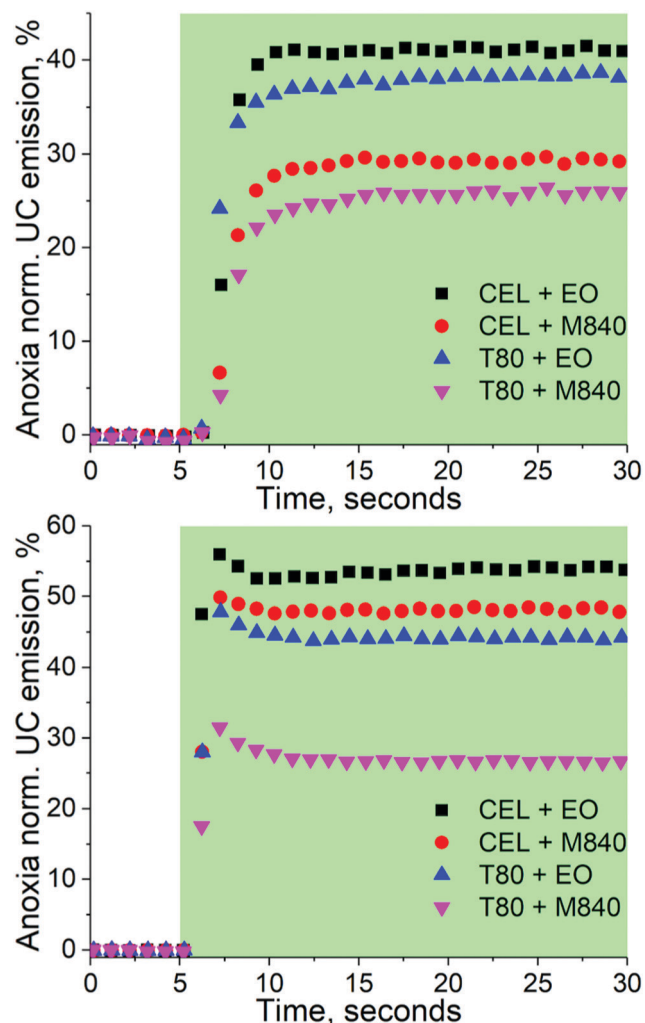 Anoxia norm. UC emission, %
40
30
20
10
0
CEL + EO
CEL + M840
T80 + EO
T80 + M840
0 5 10 15 20 25 30
Time, seconds
Anoxia norm. UC emission, %
60
50
40
30
20
10
0
CEL + EO
CEL + M840
T80 + EO
T80 + M840
0 5 10 15 20 25 30
Time, seconds